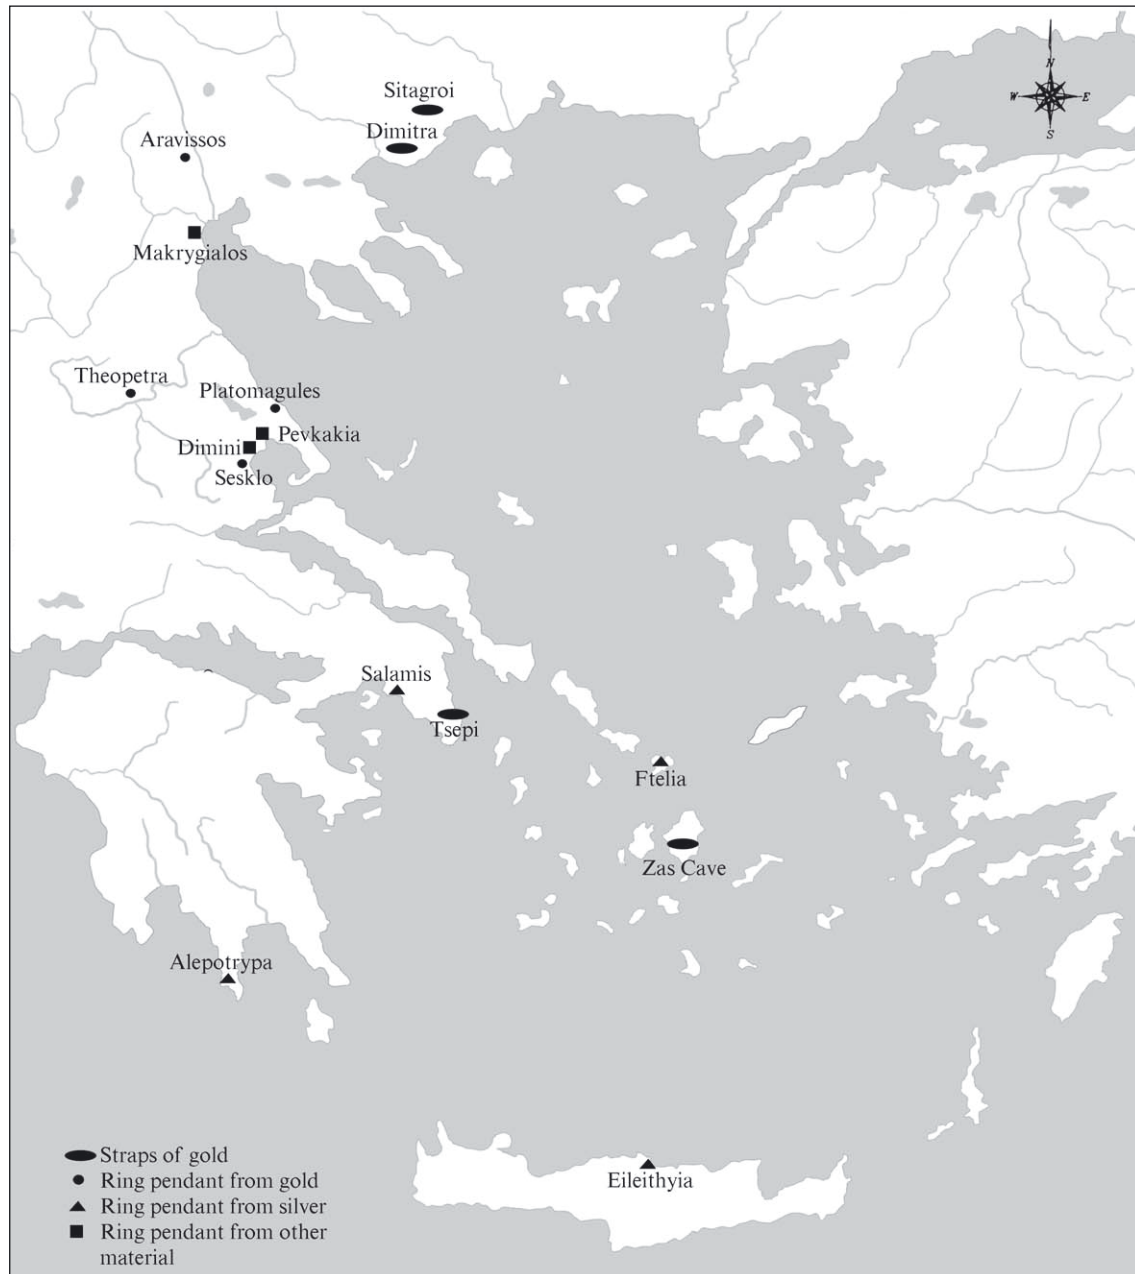 N
W
E
S
Sitagroi
Dimitra
Aravissos
Makrygialos
Theopetra
Platomagules
Pevkakia
Dimini
Sesklo
Salamis
Tsepi
Ftelia
Zas Cave
Alepotrypa
Eileithyia
Straps of gold
Ring pendant from gold
Ring pendant from silver
Ring pendant from other
material